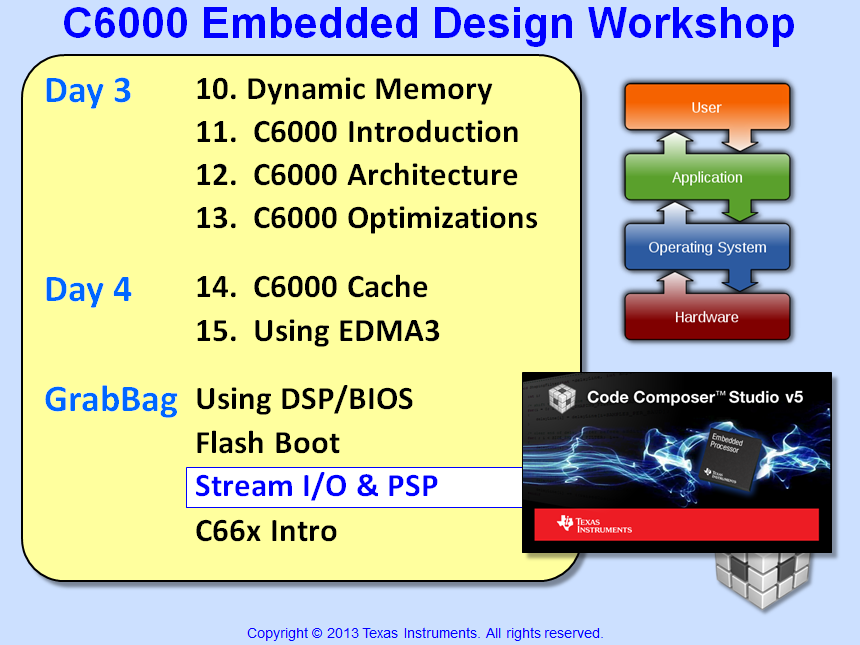 C6000 Embedded Design Workshop
Day 3
10. Dynamic Memory
11. C6000 Introduction
12. C6000 Architecture
13. C6000 Optimizations
Day 4
14. C6000 Cache
15. Using EDMA3
GrabBag
Using DSP/BIOS
Flash Boot
Stream I/O & PSP
C66x Intro
User
Application
Operating System
Hardware
Code Composer™ Studio v5
Embedded
Processor
TEXAS
INSTRUMENTS
TEXAS
INSTRUMENTS
Copyright © 2013 Texas Instruments. All rights reserved.